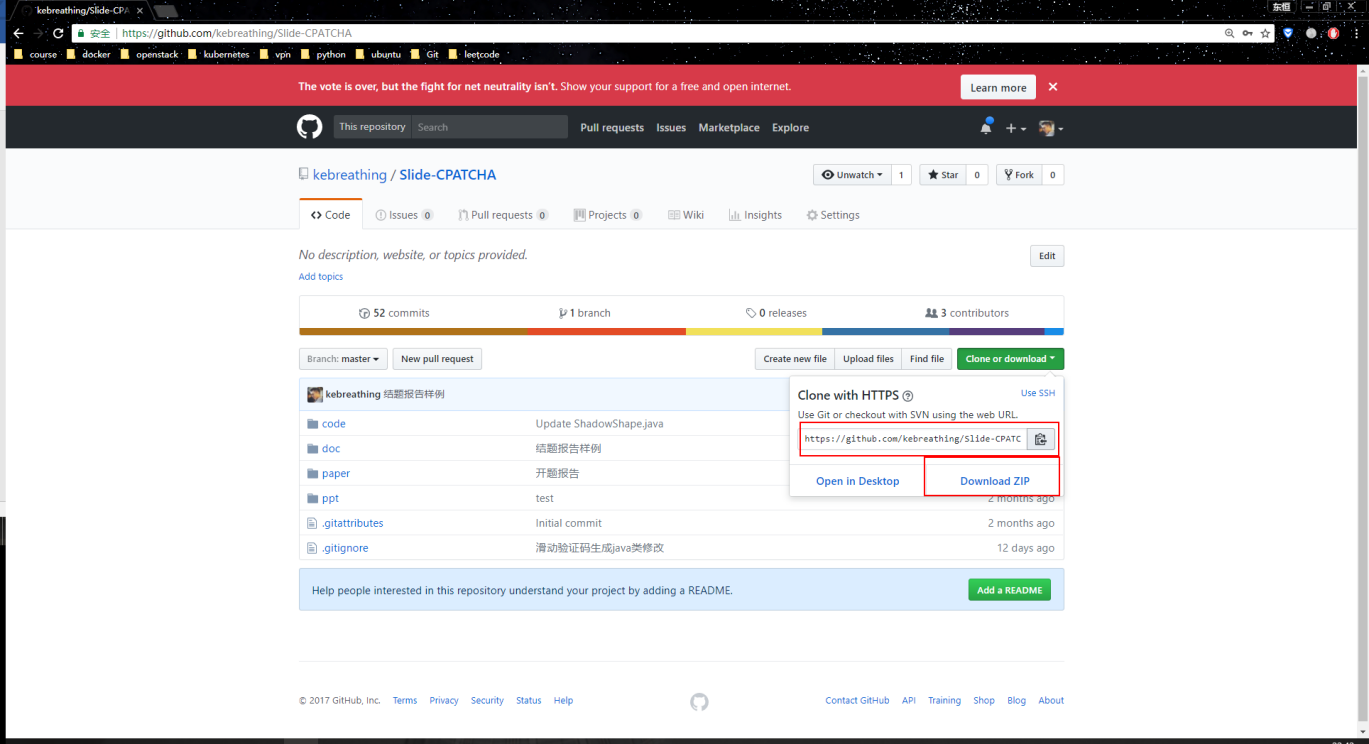 kebreathing/Slide-CPA
东恒
安全 https://github.com/kebreathing/Slide-CPATCHA
course docker openstack kubernetes vpn python ubuntu Git leetcode
The vote is over, but the fight for net neutrality isn't. Show your support for a free and open internet. Learn more
This repository Search Pull requests Issues Marketplace Explore
kebreathing / Slide-CPATCHA Unwatch 1 Star 0 Fork 0
Code Issues 0 Pull requests 0 Projects 0 Wiki Insights Settings
No description, website, or topics provided. Edit
Add topics
52 commits 1 branch 0 releases 3 contributors
Branch: master New pull request Create new file Upload files Find file Clone or download
kebreathing 结题报告样例
Clone with HTTPS Use SSH
Use Git or checkout with SVN using the web URL.
https://github.com/kebreathing/Slide-CPATC
Open in Desktop Download ZIP
code Update ShadowShape.java
doc 结题报告样例
paper 开题报告
ppt test 2 months ago
.gitattributes Initial commit 2 months ago
.gitignore 滑动验证码生成java类修改 12 days ago
Help people interested in this repository understand your project by adding a README. Add a README
© 2017 GitHub, Inc. Terms Privacy Security Status Help Contact GitHub API Training Shop Blog About